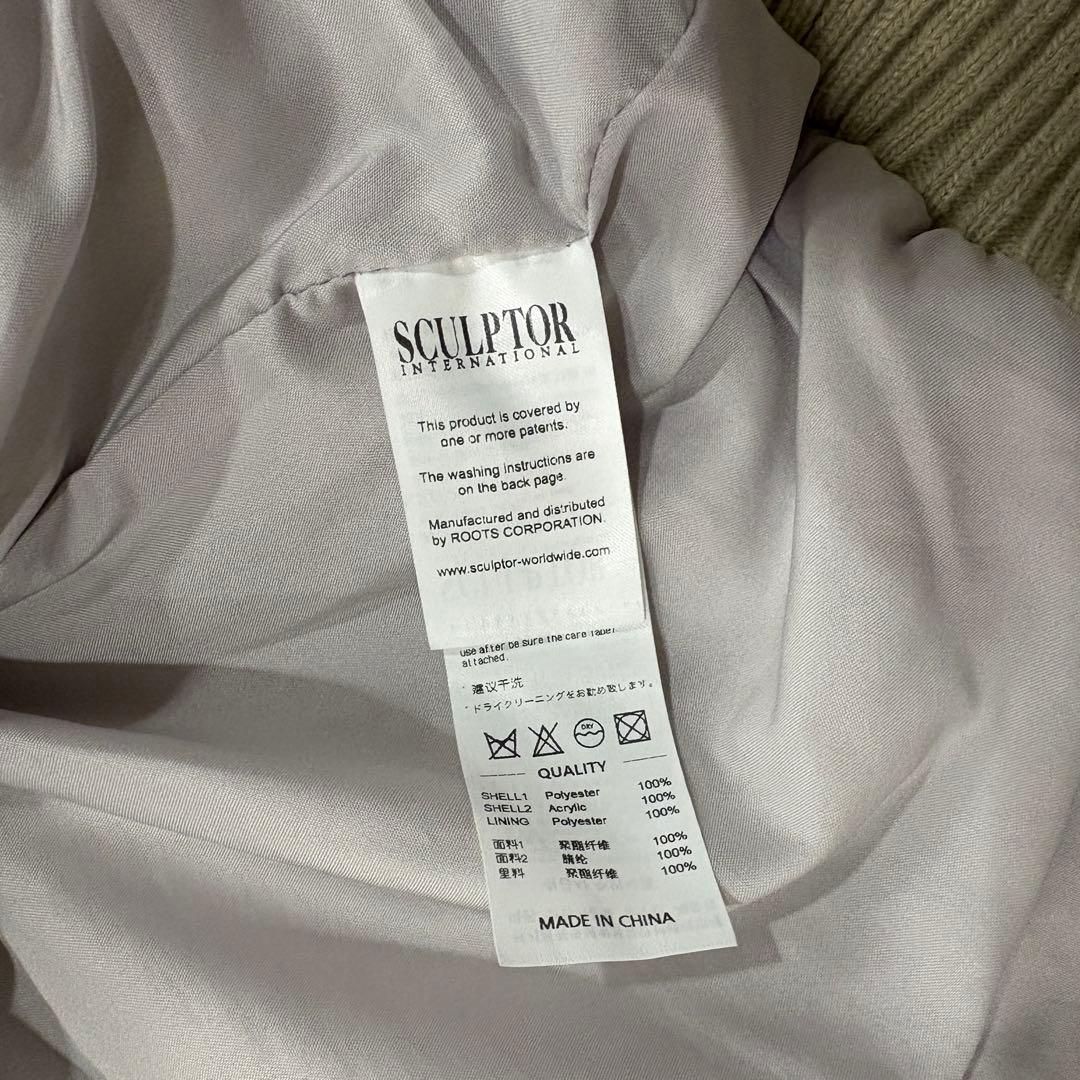 SCULPTOR
INTERNATIONAL
This product is covered by
one or more patents.
The washing instructions are
on the back page.
Manufactured and distributed
by ROOTS CORPORATION.
www.sculptor-worldwide.com
use after be sure the care label
attached.
* 建议干洗
* ドライクリーニングをお勧め致します。
DRY
QUALITY
SHELL1 Polyester 100%
SHELL2 Acrylic 100%
LINING Polyester 100%
面料1 聚酯纤维 100%
面料2 腈纶 100%
里料 聚酯纤维 100%
MADE IN CHINA